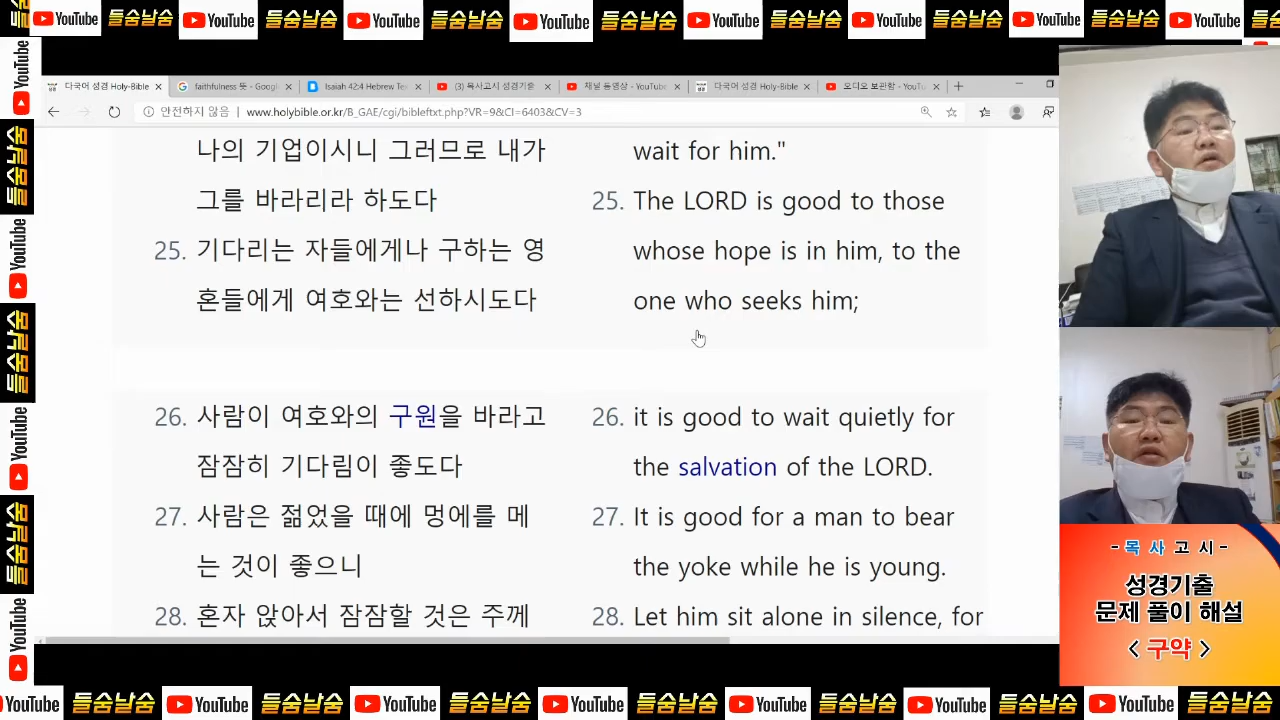 YouTube 들숨날숨 YouTube 들숨날숨 YouTube 들숨날숨 YouTube 들숨날숨 YouTube 들숨날숨 YouTube 들숨날숨 YouTube 들숨날숨 YouTube
다국어 성경 Holy-Bible
faithfulness 뜻 - Googl
Isaiah 42:4 Hebrew Te
(3) 목사고시 성경기출
채널 동영상 - YouTube
다국어 성경 Holy-Bible
오디오 보관함 - YouTu
안전하지 않음 www.holybible.or.kr/B_GAE/cgi/bibleftxt.php?VR=9&CI=6403&CV=3
나의 기업이시니 그러므로 내가
그를 바라리라 하도다
25. 기다리는 자들에게나 구하는 영
혼들에게 여호와는 선하시도다
26. 사람이 여호와의 구원을 바라고
잠잠히 기다림이 좋도다
27. 사람은 젊었을 때에 멍에를 메
는 것이 좋으니
28. 혼자 앉아서 잠잠할 것은 주께
wait for him."
25. The LORD is good to those
whose hope is in him, to the
one who seeks him;
26. it is good to wait quietly for
the salvation of the LORD.
27. It is good for a man to bear
the yoke while he is young.
28. Let him sit alone in silence, for
- 목 사 고 시 -
성경기출
문제 풀이 해설
< 구약 >
YouTube
들숨날숨
YouTube
들숨날숨
YouTube
들숨날숨
YouTube
YouTube 들숨날숨 YouTube 들숨날숨 YouTube 들숨날숨 YouTube 들숨날숨 YouTube 들숨날숨 YouTube 들숨날숨 YouTube 들숨날숨